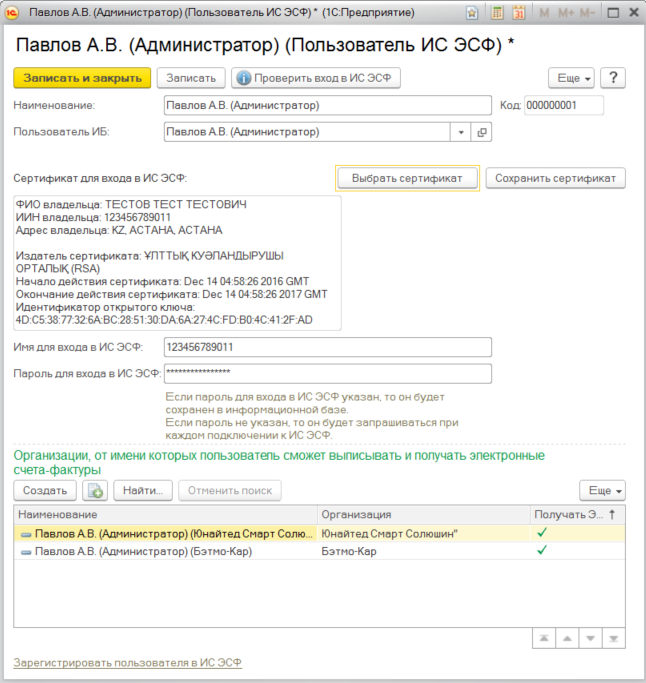 Павлов А.В. (Администратор) (Пользователь ИС ЭСФ) * (1С:Предприятие)
M M+ M-
Павлов А.В. (Администратор) (Пользователь ИС ЭСФ) *
Записать и закрыть Записать Проверить вход в ИС ЭСФ Еще ?
Наименование: Павлов А.В. (Администратор) Код: 000000001
Пользователь ИБ: Павлов А.В. (Администратор)
Сертификат для входа в ИС ЭСФ: Выбрать сертификат Сохранить сертификат
ФИО владельца: ТЕСТОВ ТЕСТ ТЕСТОВИЧ
ИИН владельца: 123456789011
Адрес владельца: KZ, АСТАНА, АСТАНА
Издатель сертификата: ҰЛТТЫҚ КУӘЛАНДЫРУШЫ
ОРТАЛЫҚ (RSA)
Начало действия сертификата: Dec 14 04:58:26 2016 GMT
Окончание действия сертификата: Dec 14 04:58:26 2017 GMT
Идентификатор открытого ключа:
4D:C5:38:77:32:6A:BC:28:51:30:DA:6A:27:4C:FD:B0:4C:41:2F:AD
Имя для входа в ИС ЭСФ: 123456789011
Пароль для входа в ИС ЭСФ: ****************
Если пароль для входа в ИС ЭСФ указан, то он будет
сохранен в информационной базе.
Если пароль не указан, то он будет запрашиваться при
каждом подключении к ИС ЭСФ.
Организации, от имени которых пользователь сможет выписывать и получать электронные
счета-фактуры
Создать Найти... Отменить поиск Еще
Наименование Организация Получать Э... ↑
Павлов А.В. (Администратор) (Юнайтед Смарт Солю... Юнайтед Смарт Солюшин"
Павлов А.В. (Администратор) (Бэтмо-Кар) Бэтмо-Кар
Зарегистрировать пользователя в ИС ЭСФ